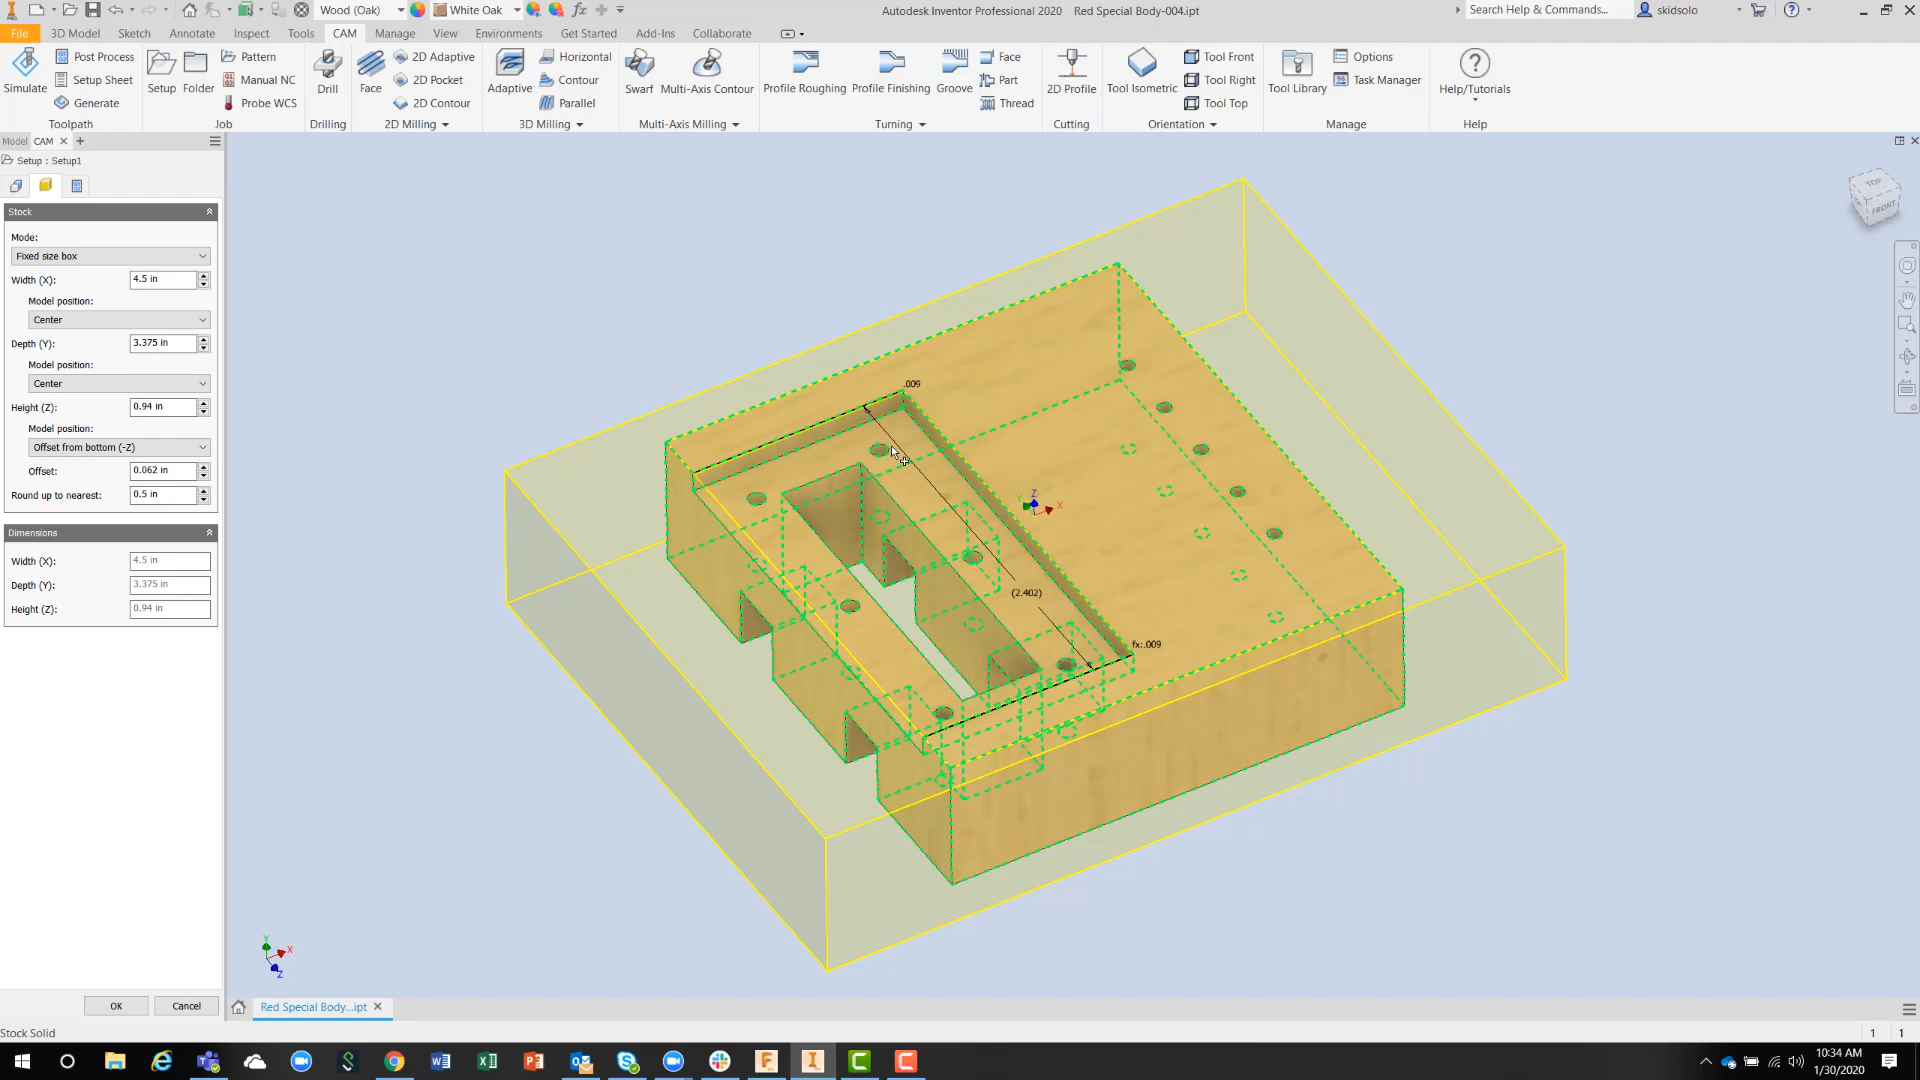 PRO
Wood (Oak)
White Oak
fx
Autodesk Inventor Professional 2020 Red Special Body-004.ipt
Search Help & Commands...
skidsolo
File 3D Model Sketch Annotate Inspect Tools CAM Manage View Environments Get Started Add-Ins Collaborate
Simulate
Post Process
Setup Sheet
Generate
Toolpath
Setup
Folder
Pattern
Manual NC
Probe WCS
Job
Drill
Drilling
Face
2D Adaptive
2D Pocket
2D Contour
2D Milling
Adaptive
Horizontal
Contour
Parallel
3D Milling
Swarf
Multi-Axis Contour
Multi-Axis Milling
Profile Roughing
Profile Finishing
Groove
Face
Part
Thread
Turning
2D Profile
Cutting
Tool Isometric
Tool Front
Tool Right
Tool Top
Orientation
Tool Library
Options
Task Manager
Manage
Help/Tutorials
Help
Model CAM
Setup : Setup1
Stock
Mode:
Fixed size box
Width (X): 4.5 in
Model position:
Center
Depth (Y): 3.375 in
Model position:
Center
Height (Z): 0.94 in
Model position:
Offset from bottom (-Z)
Offset: 0.062 in
Round up to nearest: 0.5 in
Dimensions
Width (X): 4.5 in
Depth (Y): 3.375 in
Height (Z): 0.94 in
OK Cancel
TOP
FRONT
.009
Z
Y
X
(2.402)
fx:.009
Y
X
Z
Red Special Body...ipt
Stock Solid
1 1
10:34 AM
1/30/2020